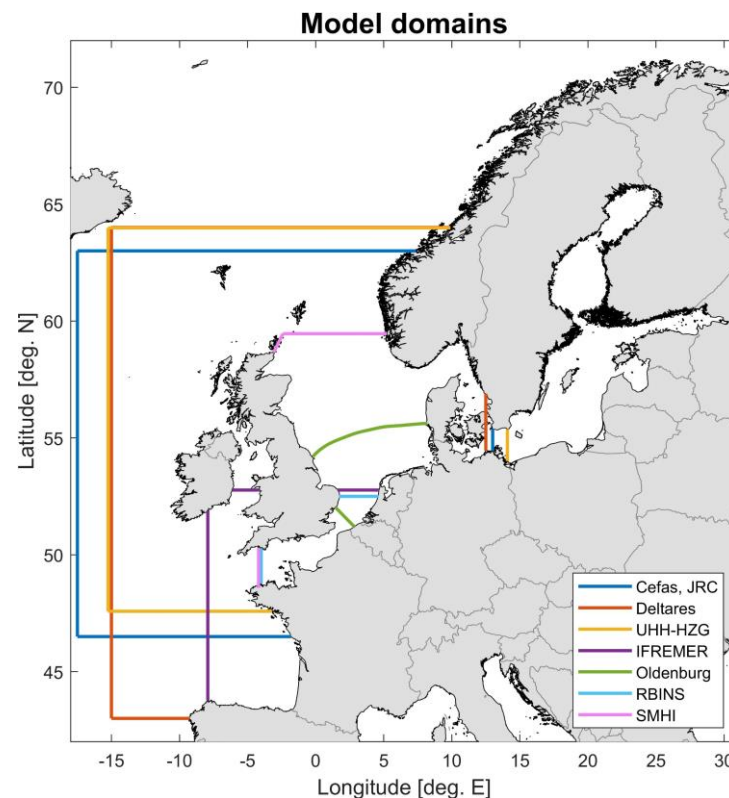 Model domains
70
65
60
55
50
45
Latitude [deg. N]
-15
-10
-5
0
5
10
15
20
25
30
Longitude [deg. E]
Cefas, JRC
Deltares
UHH-HZG
IFREMER
Oldenburg
RBINS
SMHI